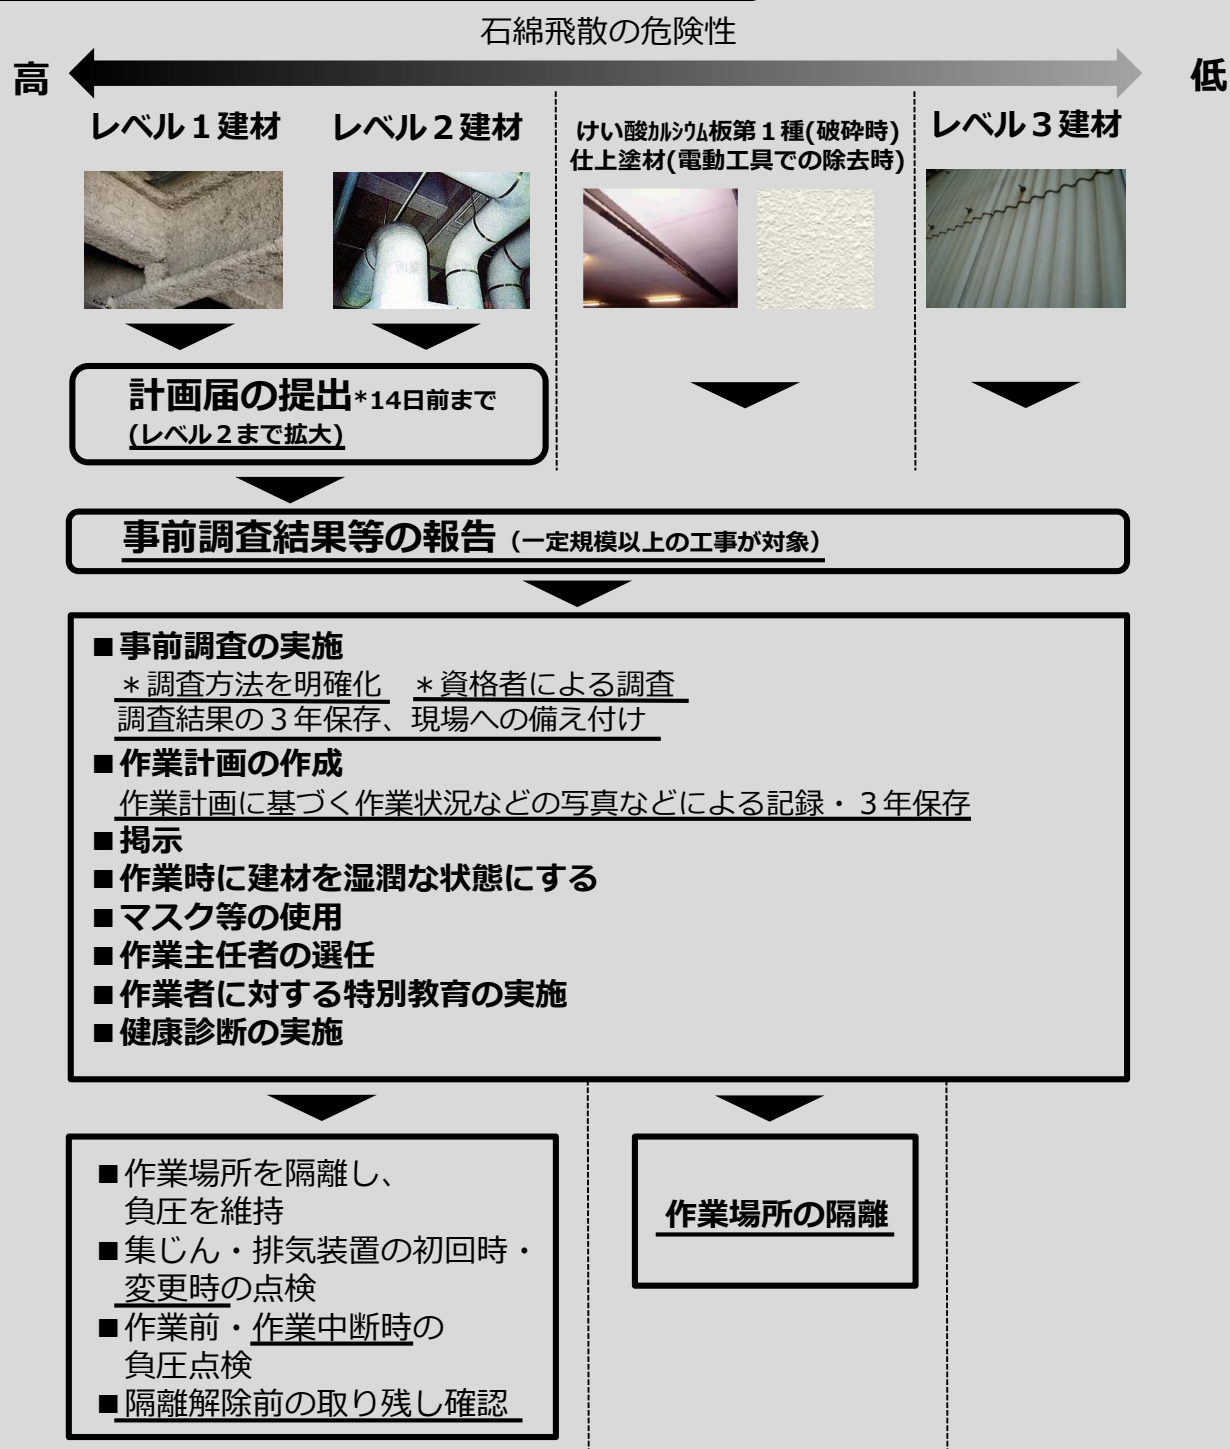 石綿飛散の危険性
高
低
レベル１建材
レベル２建材
けい酸ｶﾙｼｳﾑ板第１種(破砕時)
仕上塗材(電動工具での除去時)
レベル３建材
計画届の提出*14日前まで
(レベル２まで拡大)
事前調査結果等の報告（一定規模以上の工事が対象）
■事前調査の実施
＊調査方法を明確化　＊資格者による調査
調査結果の３年保存、現場への備え付け
■作業計画の作成
作業計画に基づく作業状況などの写真などによる記録・３年保存
■掲示
■作業時に建材を湿潤な状態にする
■マスク等の使用
■作業主任者の選任
■作業者に対する特別教育の実施
■健康診断の実施
■作業場所を隔離し、
負圧を維持
■集じん・排気装置の初回時・
変更時の点検
■作業前・作業中断時の
負圧点検
■隔離解除前の取り残し確認
作業場所の隔離